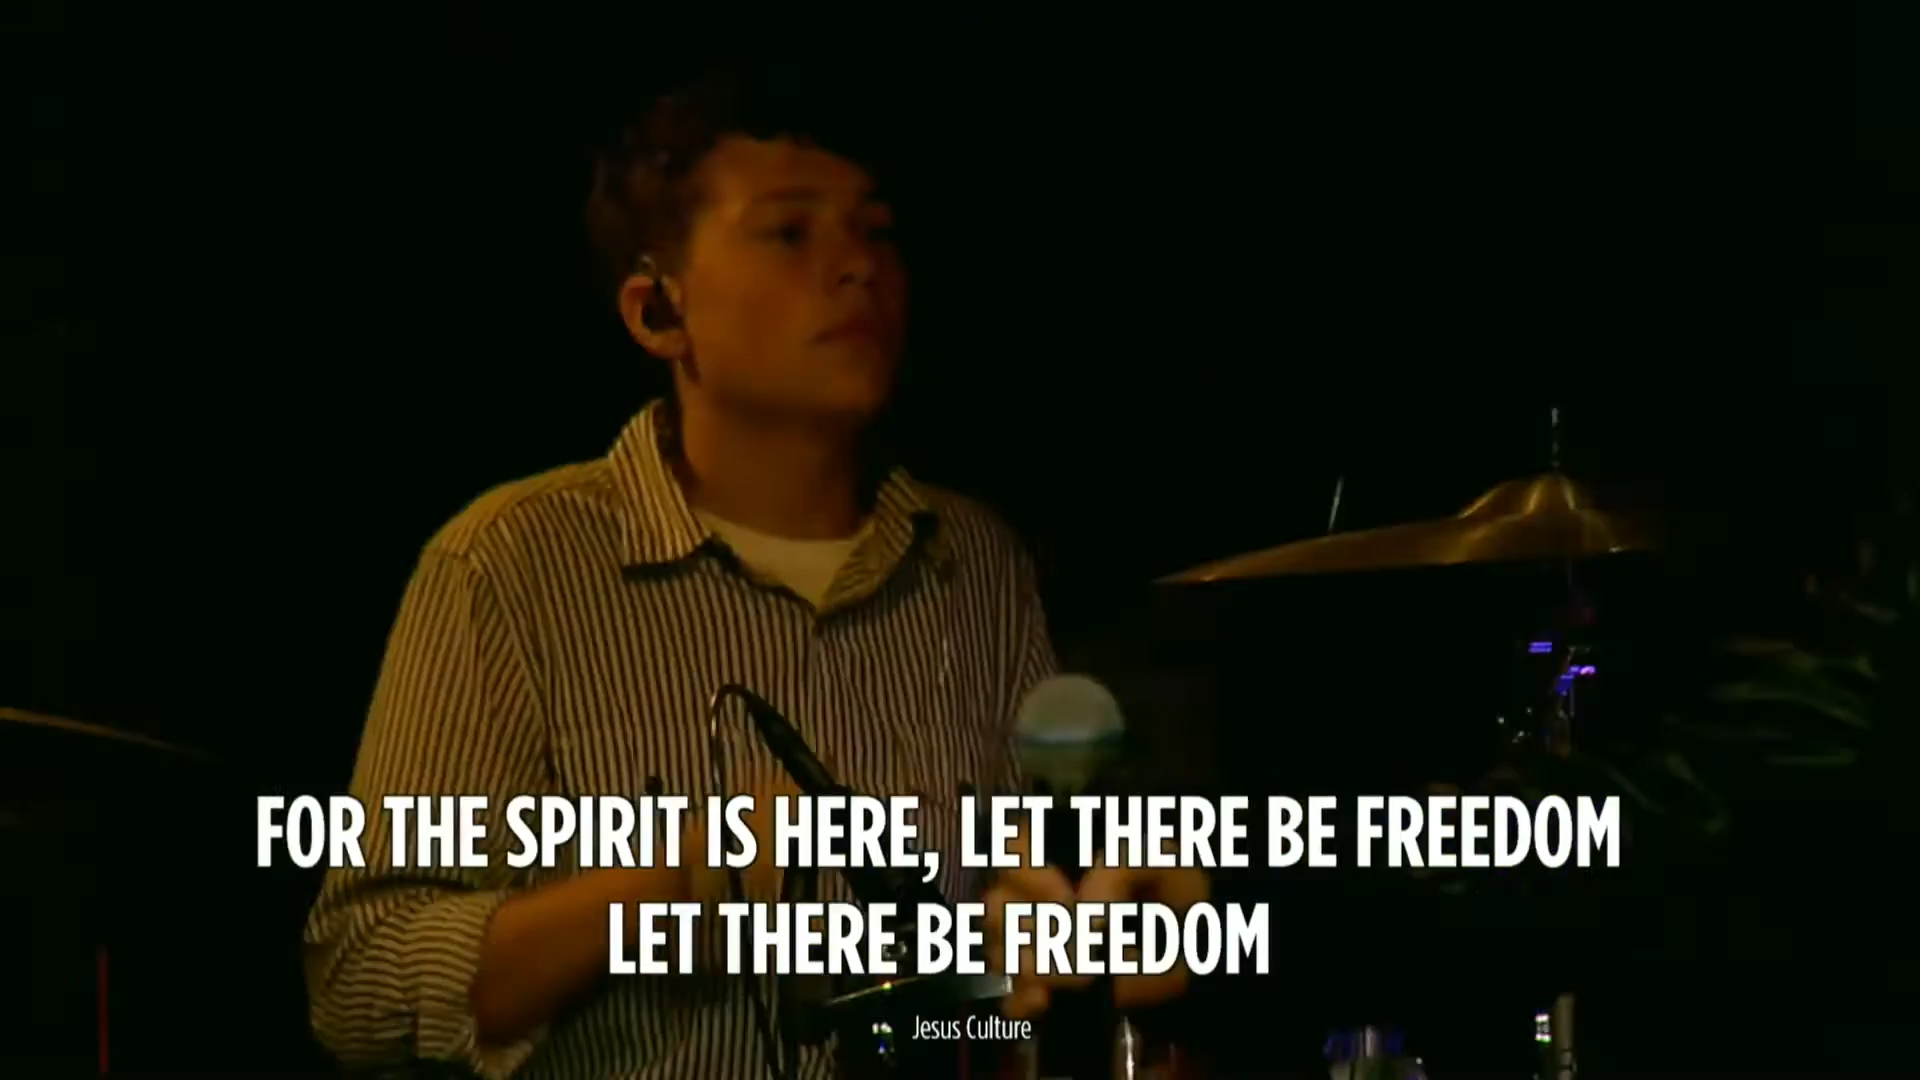 FOR THE SPIRIT IS HERE, LET THERE BE FREEDOM
LET THERE BE FREEDOM
Jesus Culture